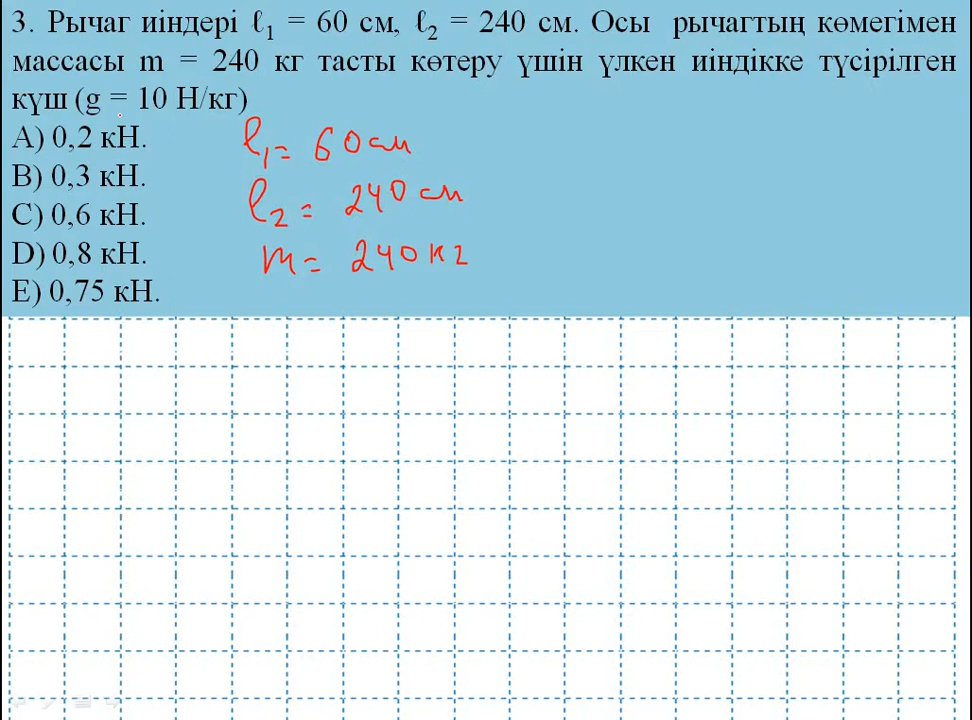 3. Рычаг иіндері ℓ₁ = 60 см, ℓ₂ = 240 см. Осы рычагтың көмегімен
массасы m = 240 кг тасты көтеру үшін үлкен иіндікке түсірілген
күш (g = 10 Н/кг)
A) 0,2 кН.
B) 0,3 кН.
C) 0,6 кН.
D) 0,8 кН.
E) 0,75 кН.
ℓ₁ = 60 см
ℓ₂ = 240 см
m = 240 кг